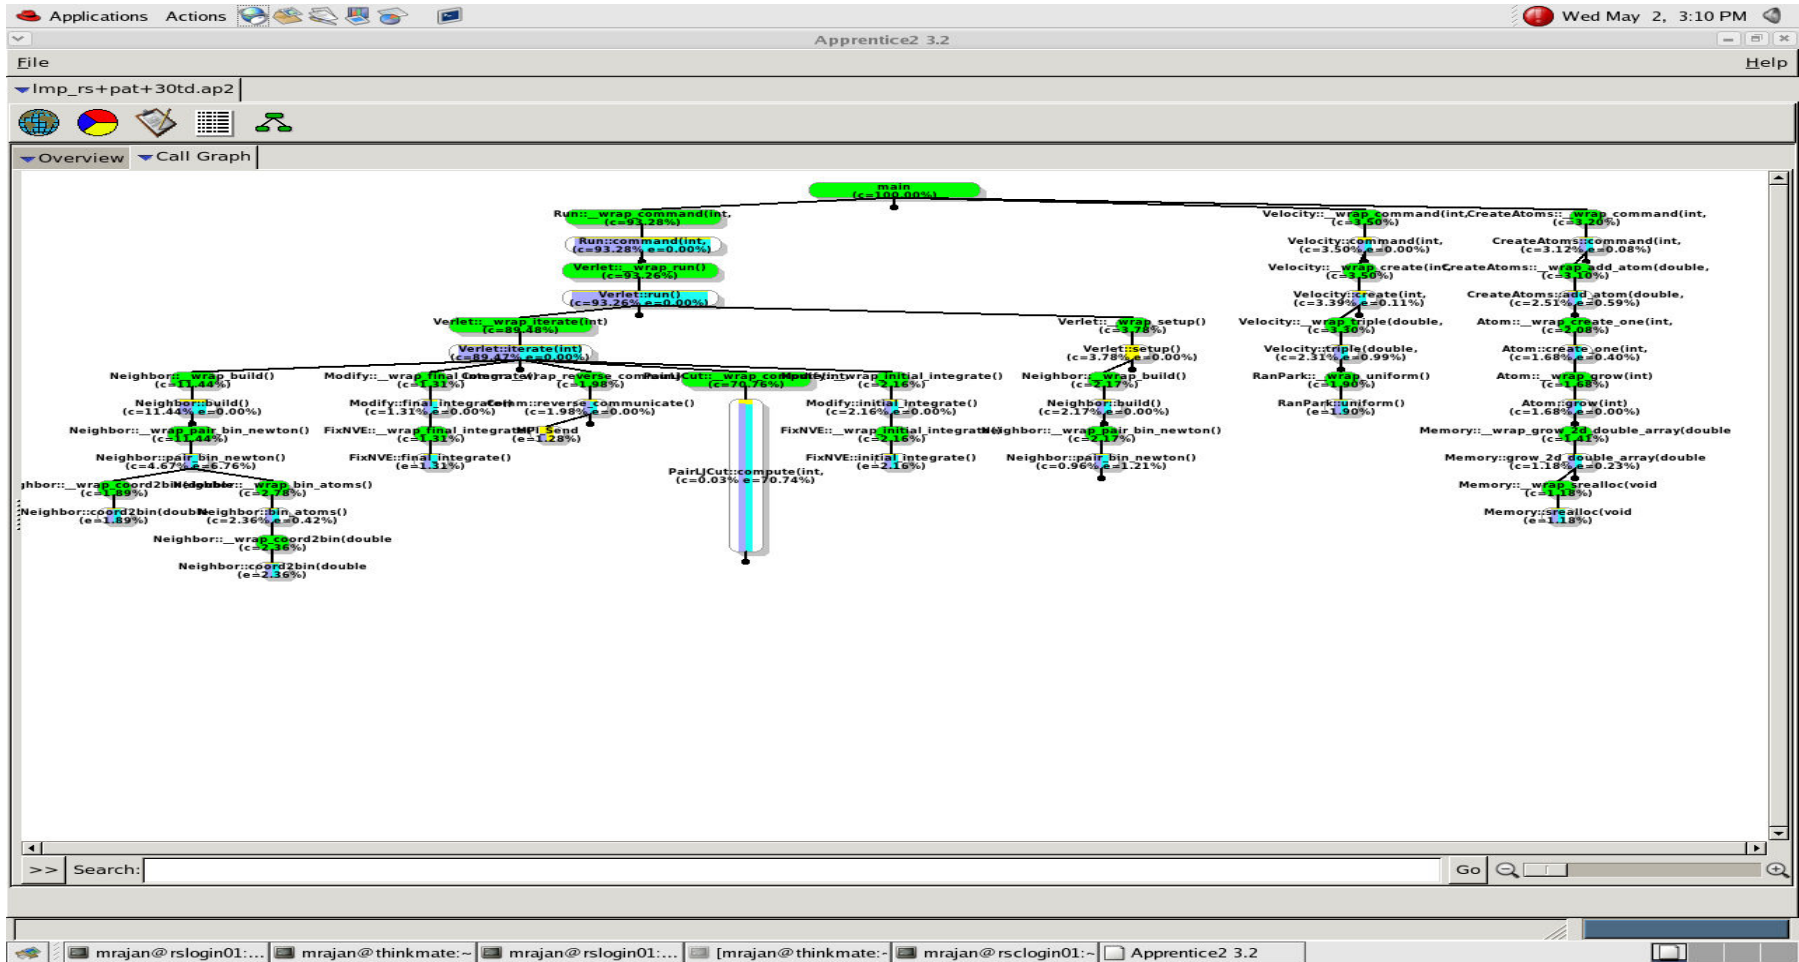 Applications Actions Wed May 2, 3:10 PM
Apprentice2 3.2
File Help
lmp_rs+pat+30td.ap2
Overview Call Graph
main
(c=100.00%)
Run::__wrap_command(int, Velocity::__wrap_command(int, CreateAtoms::__wrap_command(int,
(c=93.28%) (c=3.50%) (c=3.20%)
Run::command(int, Velocity::command(int, CreateAtoms::command(int,
(c=93.28% e=0.00%) (c=3.50% e=0.00%) (c=3.12% e=0.08%)
Verlet::__wrap_run() Velocity::__wrap_create(int, CreateAtoms::__wrap_add_atom(double,
(c=93.26%) (c=3.50%) (c=3.10%)
Verlet::run() Velocity::create(int, CreateAtoms::add_atom(double,
(c=93.26% e=0.00%) (c=3.39% e=0.11%) (c=2.51% e=0.59%)
Verlet::__wrap_iterate(int) Verlet::__wrap_setup() Velocity::__wrap_triple(double, Atom::__wrap_create_one(int,
(c=89.48%) (c=3.78%) (c=3.30%) (c=2.08%)
Verlet::iterate(int) Verlet::setup() Velocity::triple(double, Atom::create_one(int,
(c=89.47% e=0.00%) (c=3.78% e=0.00%) (c=2.31% e=0.99%) (c=1.68% e=0.40%)
Neighbor::__wrap_build() Modify::__wrap_final_integrate() Comm::__wrap_reverse_commun :__wrap_compute(int, __wrap_initial_integrate() Neighbor::__wrap_build() RanPark::__wrap_uniform() Atom::__wrap_grow(int)
(c=11.44%) (c=1.31%) (c=1.98%) (c=70.76%) (c=2.16%) (c=2.17%) (c=1.90%) (c=1.68%)
Neighbor::build() Modify::final_integrate() Comm::reverse_communicate() Modify::initial_integrate() Neighbor::build() RanPark::uniform() Atom::grow(int)
(c=11.44% e=0.00%) (c=1.31% e=0.00%) (c=1.98% e=0.00%) (c=2.16% e=0.00%) (c=2.17% e=0.00%) (e=1.90%) (c=1.68% e=0.00%)
Neighbor::__wrap_pair_bin_newton() FixNVE::__wrap_final_integrate() MPI_Send FixNVE::__wrap_initial_integrate() Neighbor::__wrap_pair_bin_newton() Memory::__wrap_grow_2d_double_array(double
(c=11.44%) (c=1.31%) (e=1.28%) (c=2.16%) (c=2.17%) (c=1.41%)
Neighbor::pair_bin_newton() FixNVE::final_integrate() FixNVE::initial_integrate() Neighbor::pair_bin_newton() Memory::grow_2d_double_array(double
(c=4.67% e=6.76%) (e=1.31%) (e=2.16%) (c=0.96% e=1.21%) (c=1.18% e=0.23%)
PairLJCut::compute(int,
(c=0.03% e=70.74%)
ghbor::__wrap_coord2bin(double Neighbor::__wrap_bin_atoms() Memory::__wrap_srealloc(void
(c=1.89%) (c=2.78%) (c=1.18%)
Neighbor::coord2bin(double Neighbor::bin_atoms() Memory::srealloc(void
(e=1.89%) (c=2.36% e=0.42%) (e=1.18%)
Neighbor::__wrap_coord2bin(double
(c=2.36%)
Neighbor::coord2bin(double
(e=2.36%)
>> Search: Go
mrajan@rslogin01:... mrajan@thinkmate:~ mrajan@rslogin01:... [mrajan@thinkmate:~ mrajan@rsclogin01:~ Apprentice2 3.2